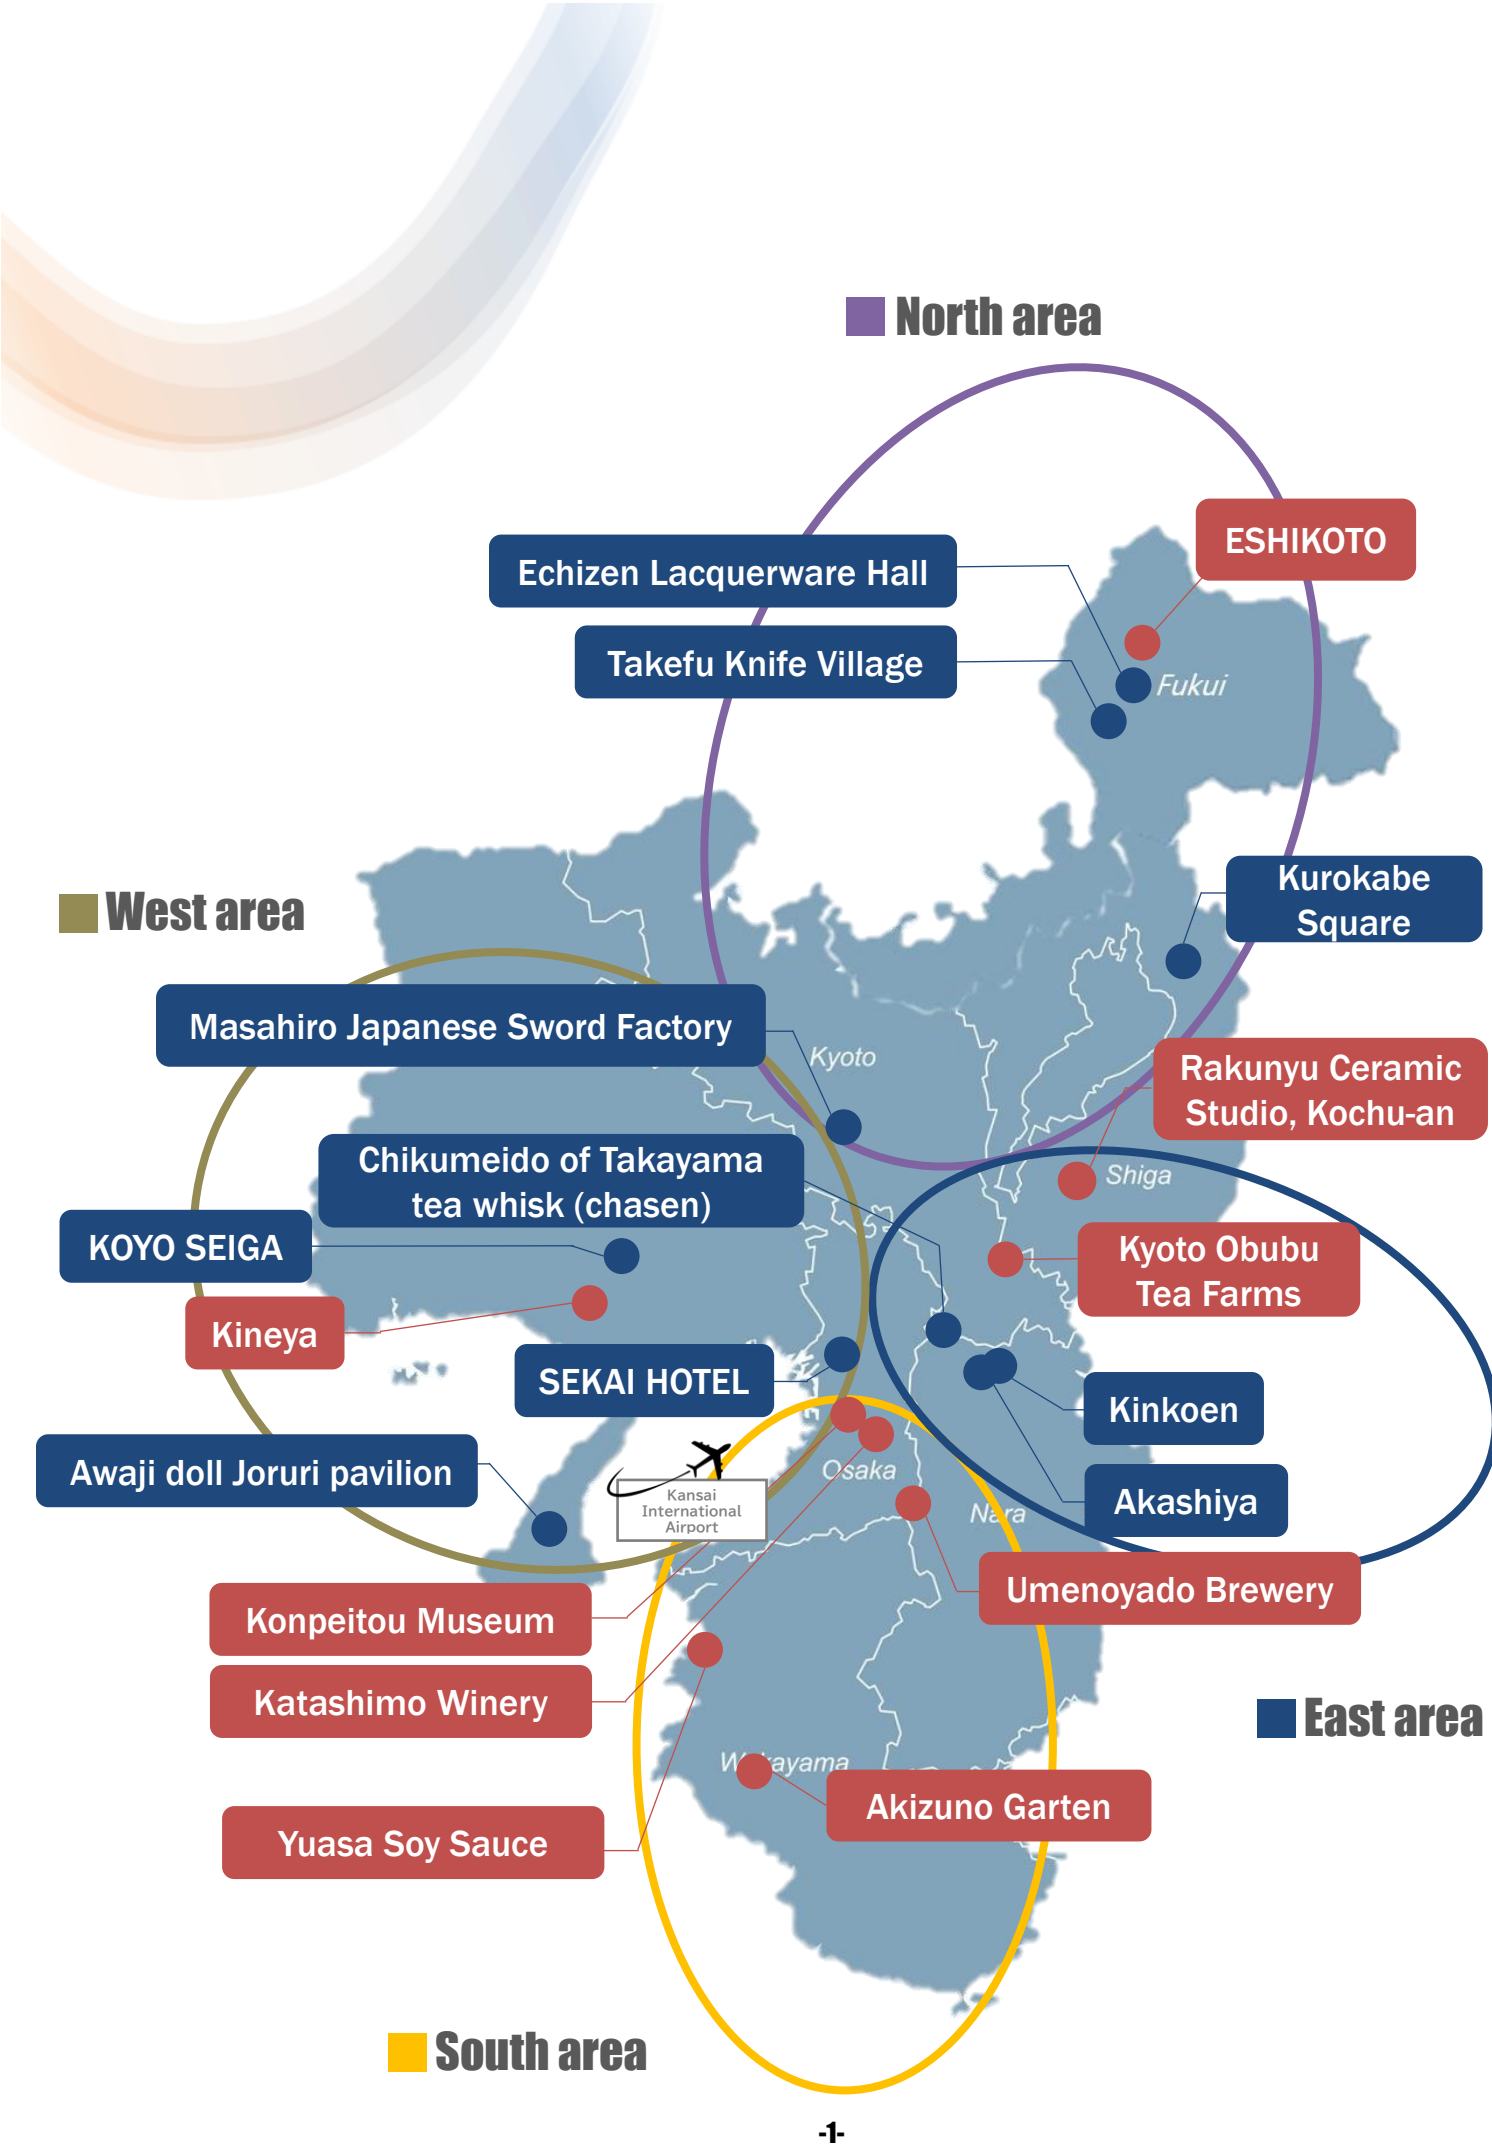 North area
ESHIKOTO
Echizen Lacquerware Hall
Takefu Knife Village
Fukui
Kurokabe
Square
West area
Masahiro Japanese Sword Factory
Kyoto
Rakunyu Ceramic
Studio, Kochu-an
Chikumeido of Takayama
tea whisk (chasen)
Shiga
KOYO SEIGA
Kyoto Obubu
Tea Farms
Kineya
SEKAI HOTEL
Kinkoen
Awaji doll Joruri pavilion
Osaka
Kansai
International
Airport
Akashiya
Nara
Umenoyado Brewery
Konpeitou Museum
Katashimo Winery
East area
Wakayama
Akizuno Garten
Yuasa Soy Sauce
South area
-1-